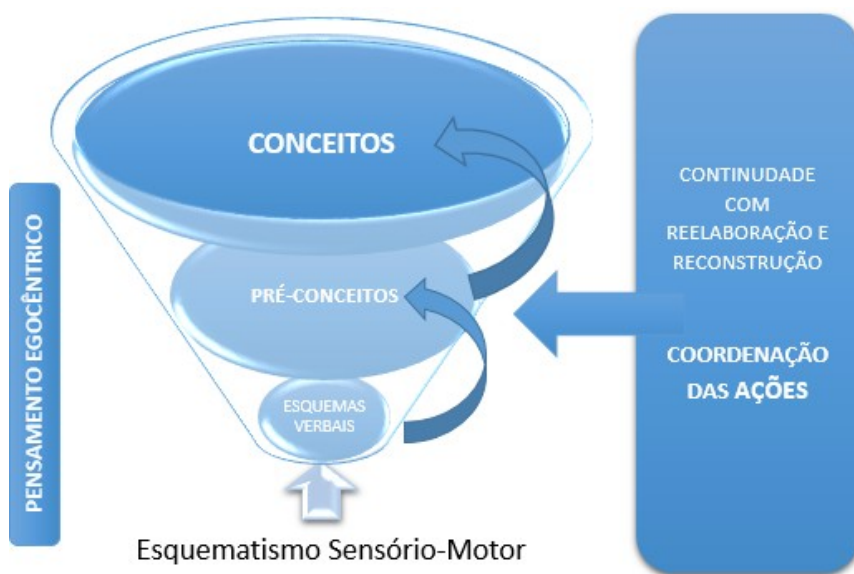 PENSAMENTO EGOCÊNTRICO
CONCEITOS
PRÉ-CONCEITOS
ESQUEMAS
VERBAIS
Esquematismo Sensório-Motor
CONTINUDADE
COM
REELABORAÇÃO E
RECONSTRUÇÃO
COORDENAÇÃO
DAS AÇÕES